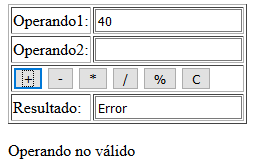 Operando1: 40
Operando2:
+ - * / % C
Resultado: Error
Operando no válido